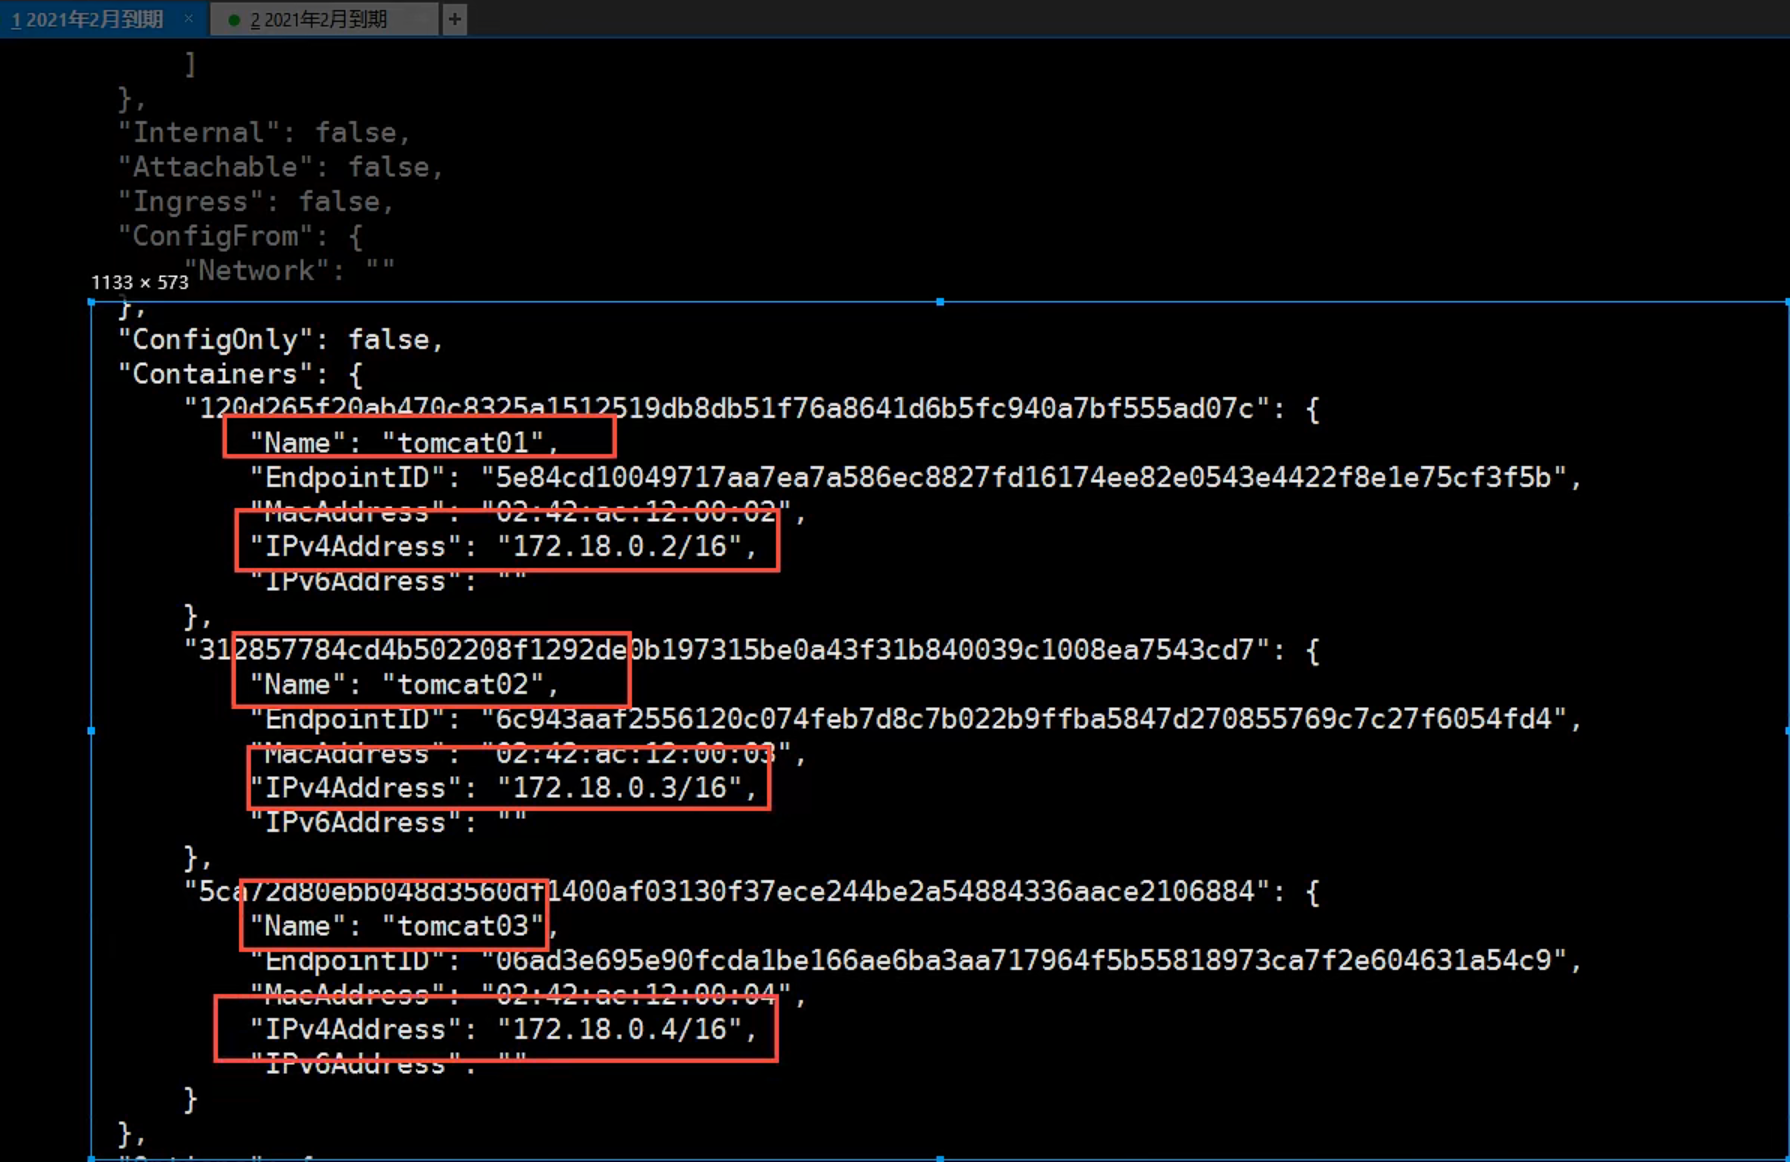 1 2021年2月到期 ×
2 2021年2月到期 +
]
},
"Internal": false,
"Attachable": false,
"Ingress": false,
"ConfigFrom": {
"Network": ""
1133 × 573
},
"ConfigOnly": false,
"Containers": {
"120d265f20ab470c8325a1512519db8db51f76a8641d6b5fc940a7bf555ad07c": {
"Name": "tomcat01",
"EndpointID": "5e84cd10049717aa7ea7a586ec8827fd16174ee82e0543e4422f8e1e75cf3f5b",
"MacAddress": "02:42:ac:12:00:02",
"IPv4Address": "172.18.0.2/16",
"IPv6Address": ""
},
"312857784cd4b502208f1292de0b197315be0a43f31b840039c1008ea7543cd7": {
"Name": "tomcat02",
"EndpointID": "6c943aaf2556120c074feb7d8c7b022b9ffba5847d270855769c7c27f6054fd4",
"MacAddress": "02:42:ac:12:00:03",
"IPv4Address": "172.18.0.3/16",
"IPv6Address": ""
},
"5ca72d80ebb048d3560df1400af03130f37ece244be2a54884336aace2106884": {
"Name": "tomcat03",
"EndpointID": "06ad3e695e90fcda1be166ae6ba3aa717964f5b55818973ca7f2e604631a54c9",
"MacAddress": "02:42:ac:12:00:04",
"IPv4Address": "172.18.0.4/16",
"IPv6Address": ""
}
},